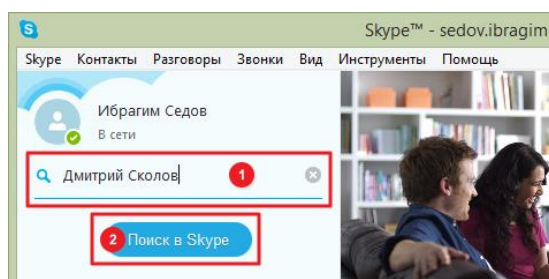 Skype™ - sedov.ibragim
Skype Контакты Разговоры Звонки Вид Инструменты Помощь
Ибрагим Седов
В сети
Дмитрий Сколов 1
2 Поиск в Skype